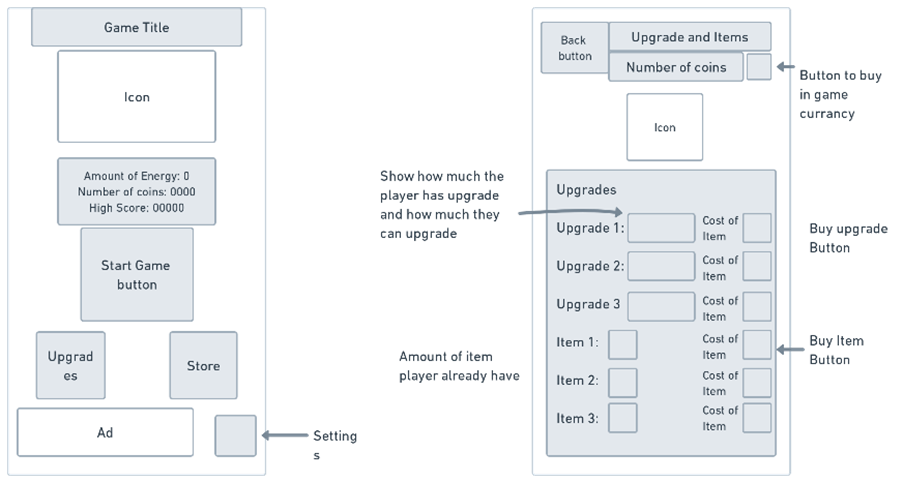 Game Title
Icon
Amount of Energy: 0
Number of coins: 0000
High Score: 00000
Start Game
button
Upgrad
es
Store
Ad
Setting
s
Back
button
Upgrade and Items
Number of coins
Button to buy
in game
currancy
Icon
Show how much the
player has upgrade
and how much they
can upgrade
Upgrades
Upgrade 1:
Cost of
Item
Buy upgrade
Button
Upgrade 2:
Cost of
Item
Upgrade 3
Cost of
Item
Item 1:
Cost of
Item
Buy Item
Button
Amount of item
player already have
Item 2:
Cost of
Item
Item 3:
Cost of
Item